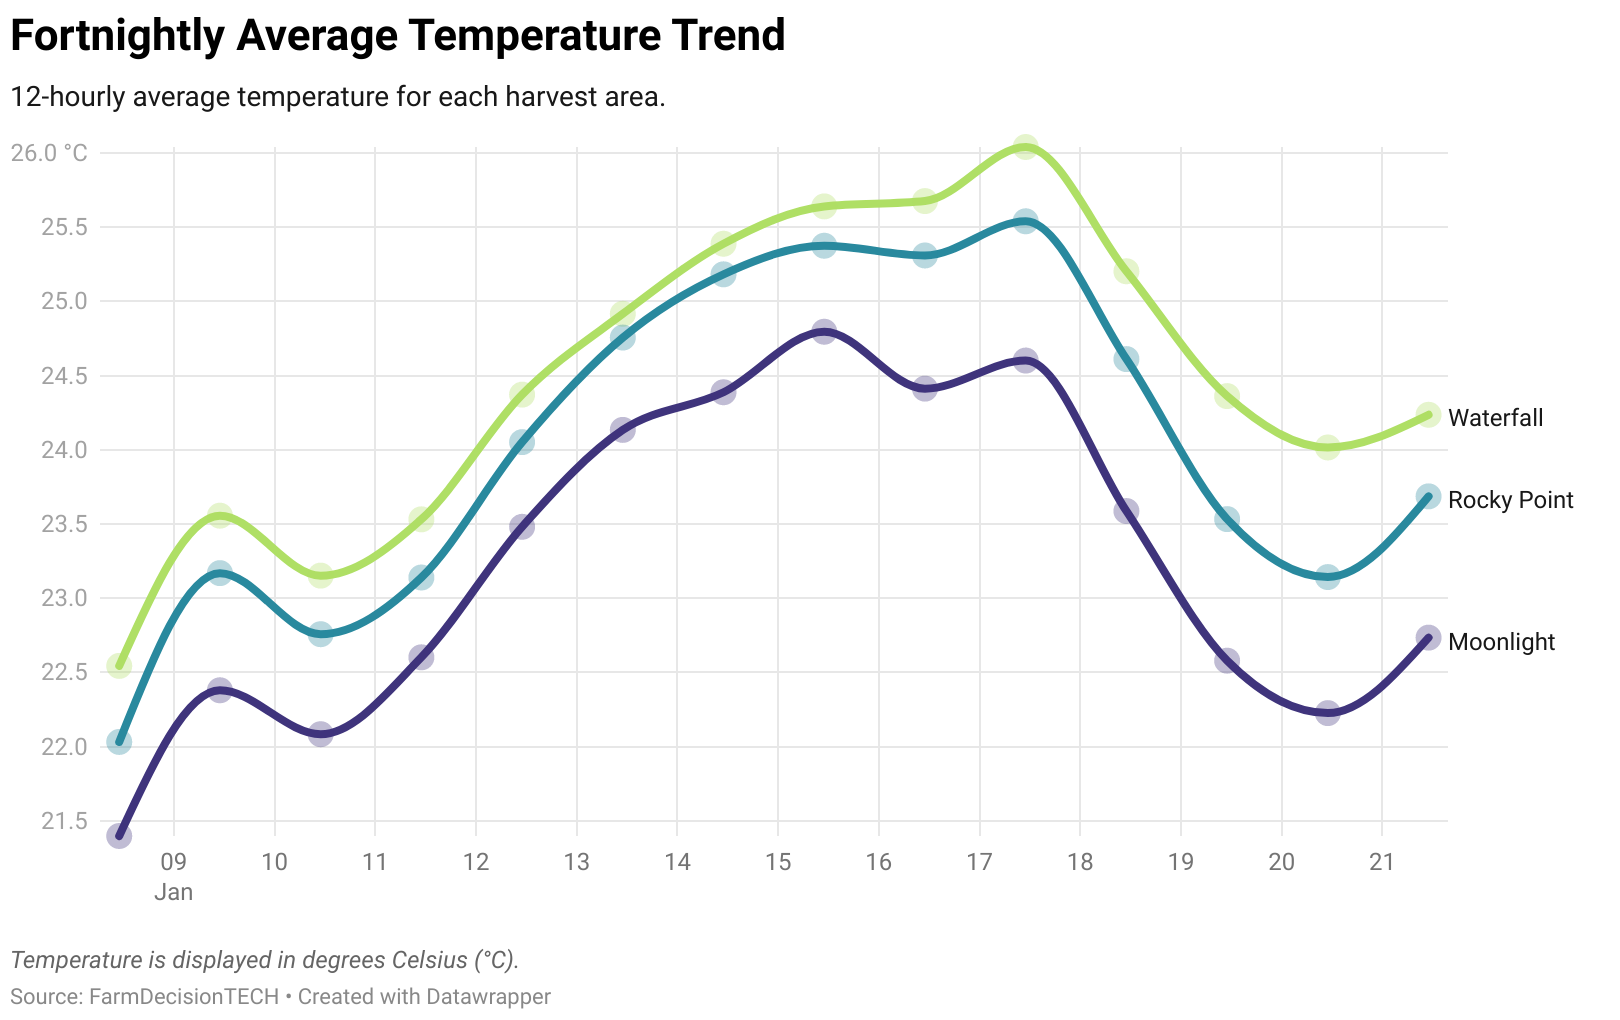 Fortnightly Average Temperature Trend
12-hourly average temperature for each harvest area.
26.0 °C
25.5
25.0
24.5
24.0
23.5
23.0
22.5
22.0
21.5
Waterfall
Rocky Point
Moonlight
09 10 11 12 13 14 15 16 17 18 19 20 21
Jan
Temperature is displayed in degrees Celsius (°C).
Source: FarmDecisionTECH • Created with Datawrapper